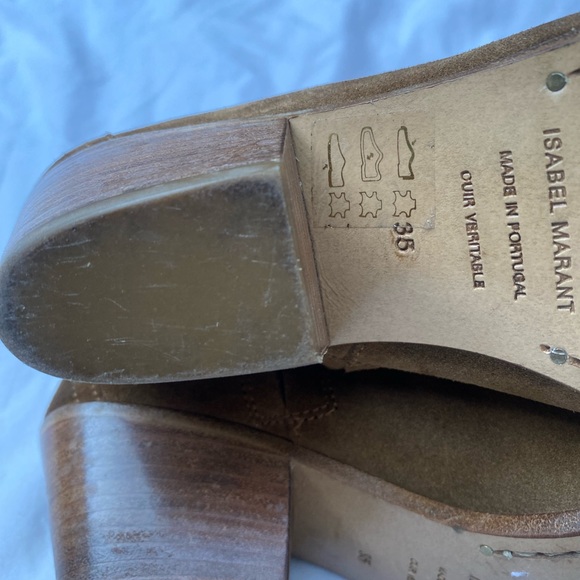 ISABEL MARANT
MADE IN PORTUGAL
CUIR VERITABLE
35